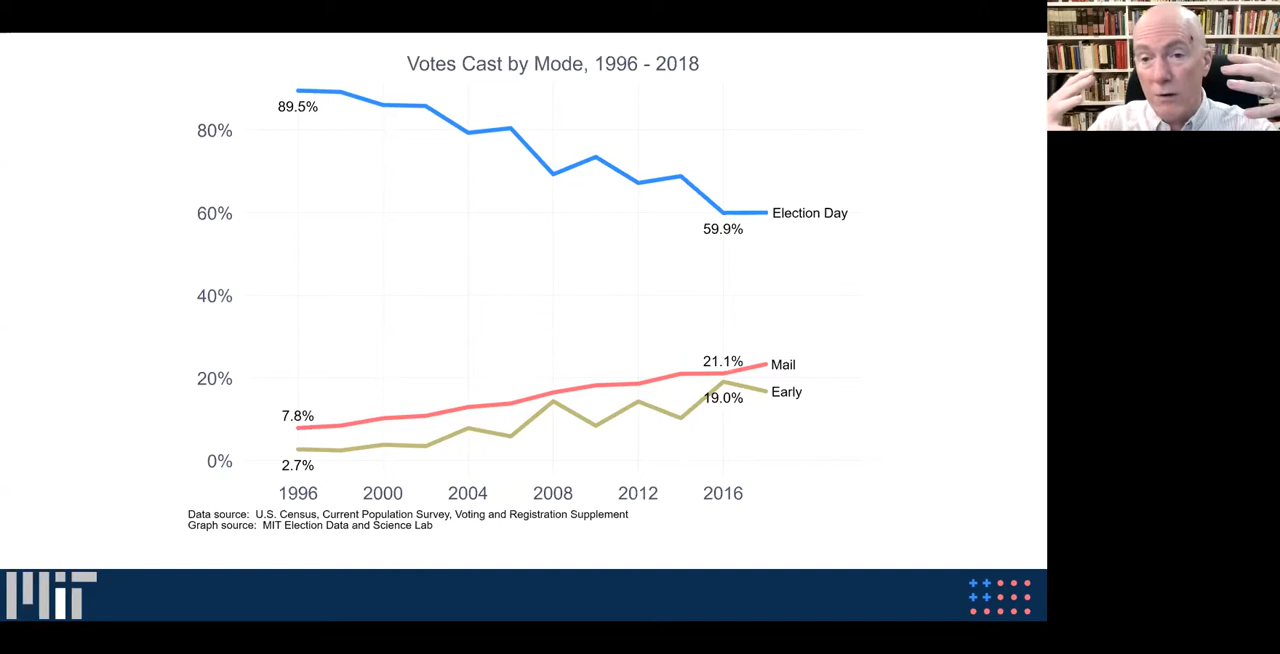 Votes Cast by Mode, 1996 - 2018
89.5%
80%
60%
Election Day
59.9%
40%
21.1%
Mail
20%
Early
19.0%
7.8%
0%
2.7%
1996 2000 2004 2008 2012 2016
Data source: U.S. Census, Current Population Survey, Voting and Registration Supplement
Graph source: MIT Election Data and Science Lab
MIT